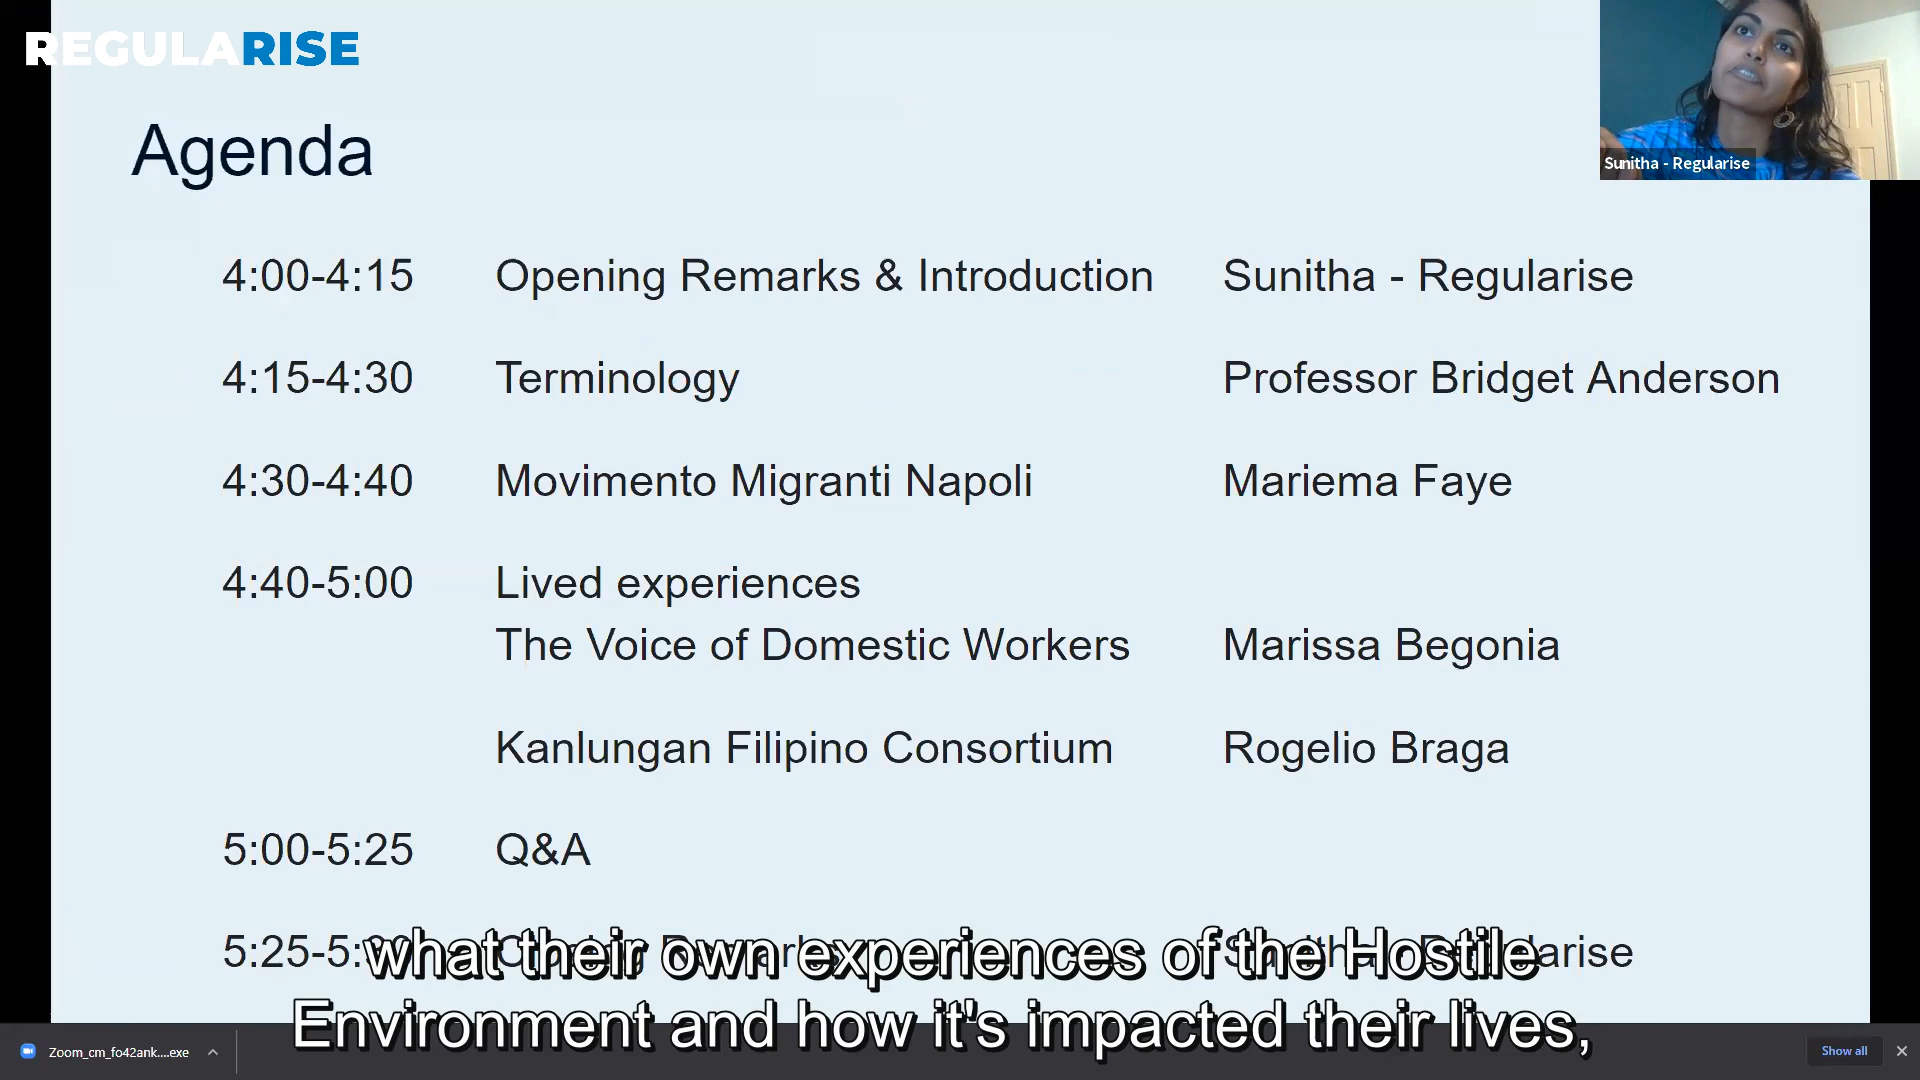 REGULARISE
Sunitha - Regularise
Agenda
4:00-4:15 Opening Remarks & Introduction Sunitha - Regularise
4:15-4:30 Terminology Professor Bridget Anderson
4:30-4:40 Movimento Migranti Napoli Mariema Faye
4:40-5:00 Lived experiences
The Voice of Domestic Workers Marissa Begonia
Kanlungan Filipino Consortium Rogelio Braga
5:00-5:25 Q&A
what their own experiences of the Hostile
Environment and how it's impacted their lives,
Zoom_cm_fo42ank....exe
Show all